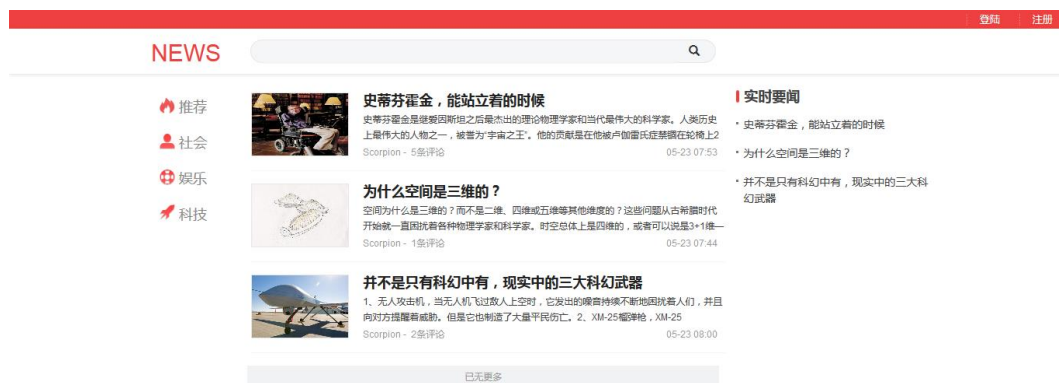 登陆 注册
NEWS
推荐
社会
娱乐
科技
史蒂芬霍金，能站立着的时候
史蒂芬霍金是继爱因斯坦之后最杰出的理论物理学家和当代最伟大的科学家。人类历史
上最伟大的人物之一，被誉为"宇宙之王"。他的贡献是在他被卢伽雷氏症禁锢在轮椅上2
Scorpion - 5条评论 05-23 07:53
为什么空间是三维的？
空间为什么是三维的？而不是二维、四维或五维等其他维度的？这些问题从古希腊时代
开始就一直困扰着各种物理学家和科学家。时空总体上是四维的，或者可以说是3+1维—
Scorpion - 1条评论 05-23 07:44
并不是只有科幻中有，现实中的三大科幻武器
1、无人攻击机，当无人机飞过敌人上空时，它发出的噪音持续不断地困扰着人们，并且
向对方提醒着威胁。但是它也制造了大量平民伤亡。2、XM-25榴弹枪，XM-25
Scorpion - 2条评论 05-23 08:00
已无更多
实时要闻
· 史蒂芬霍金，能站立着的时候
· 为什么空间是三维的？
· 并不是只有科幻中有，现实中的三大科
幻武器